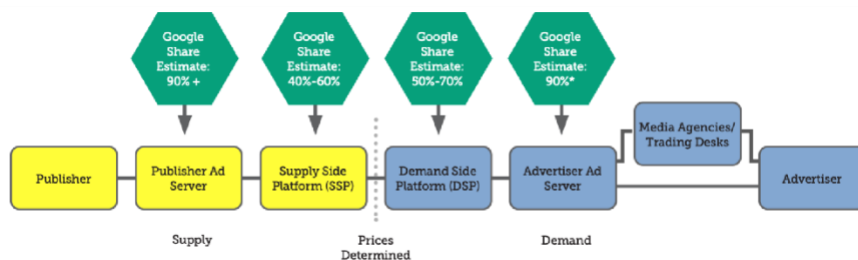 Google
Share
Estimate:
90% +
Google
Share
Estimate:
40%-60%
Google
Share
Estimate:
50%-70%
Google
Share
Estimate:
90%*
Media Agencies/
Trading Desks
Publisher
Publisher Ad
Server
Supply Side
Platform (SSP)
Demand Side
Platform (DSP)
Advertiser Ad
Server
Advertiser
Supply
Prices
Determined
Demand